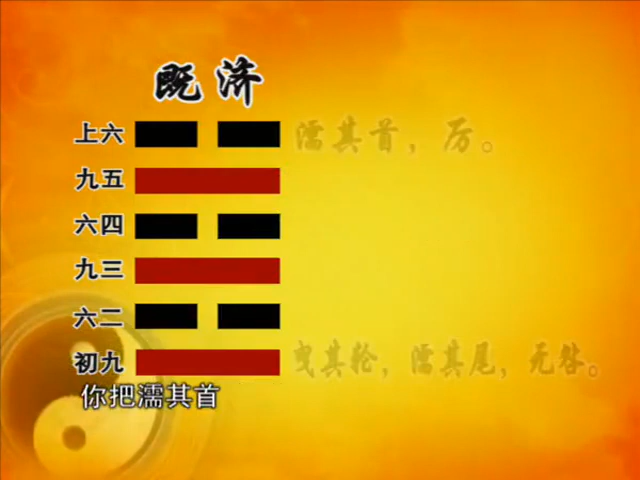 既济
上六 濡其首，厉。
九五
六四
九三
六二
初九 曳其轮，濡其尾，无咎。
你把濡其首